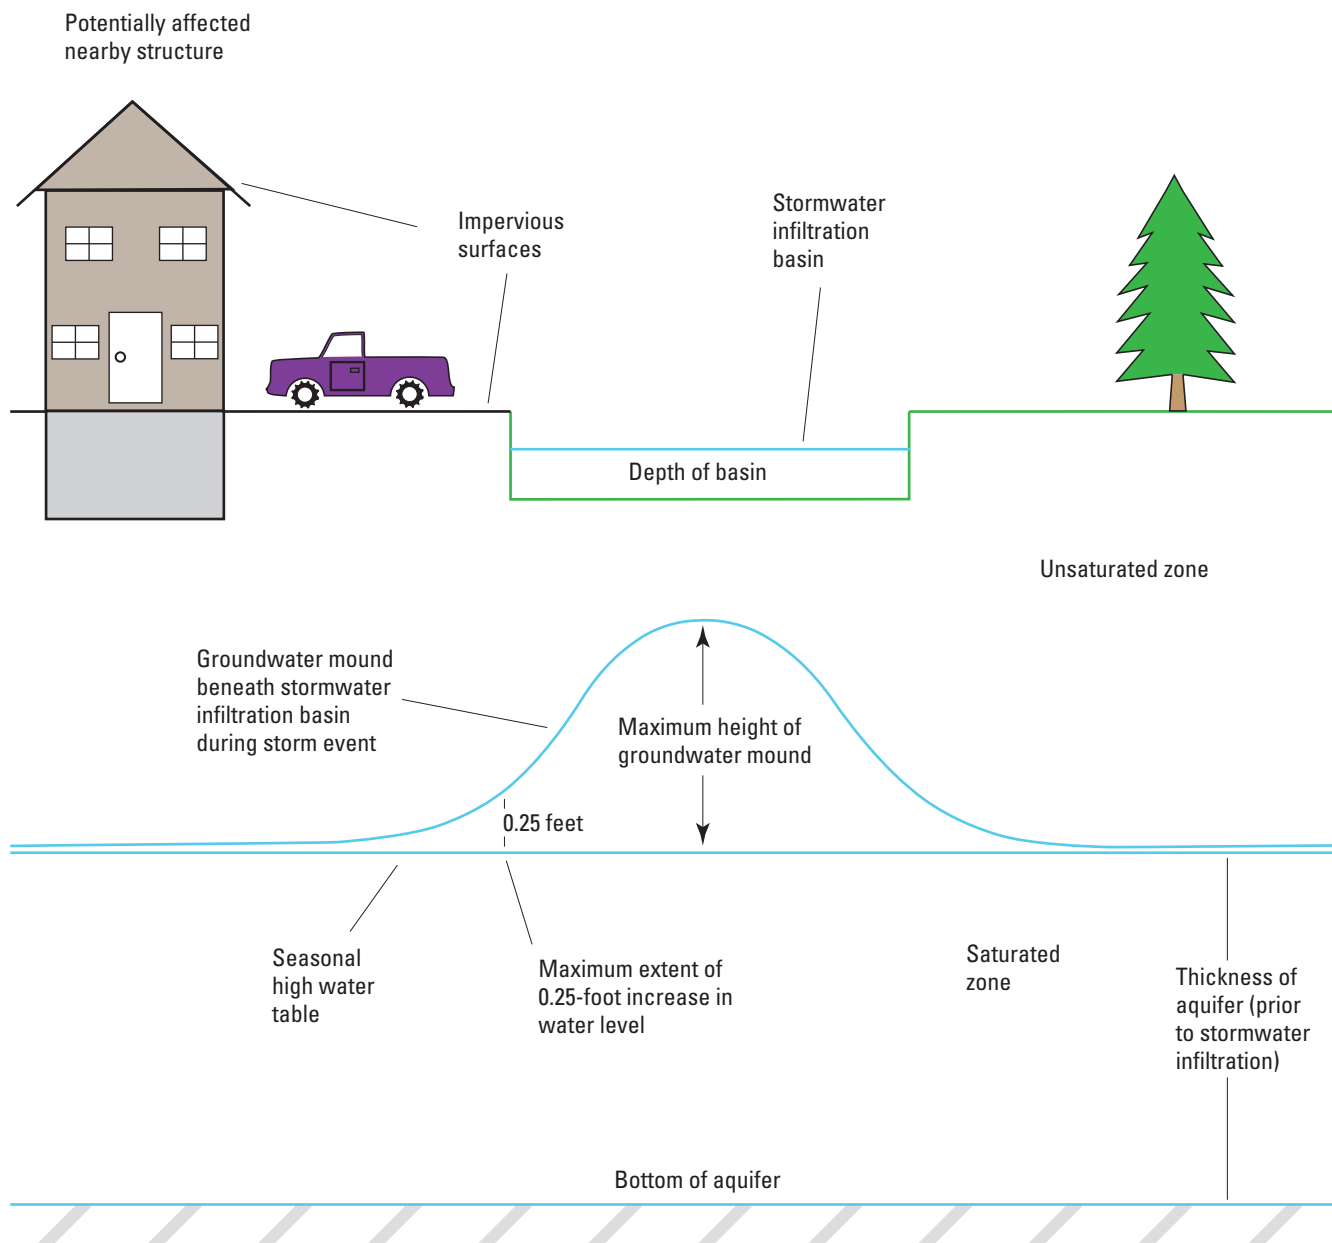 Potentially affected
nearby structure
Impervious
surfaces
Stormwater
infiltration
basin
Depth of basin
Unsaturated zone
Groundwater mound
beneath stormwater
infiltration basin
during storm event
Maximum height of
groundwater mound
0.25 feet
Seasonal
high water
table
Maximum extent of
0.25-foot increase in
water level
Saturated
zone
Thickness of
aquifer (prior
to stormwater
infiltration)
Bottom of aquifer